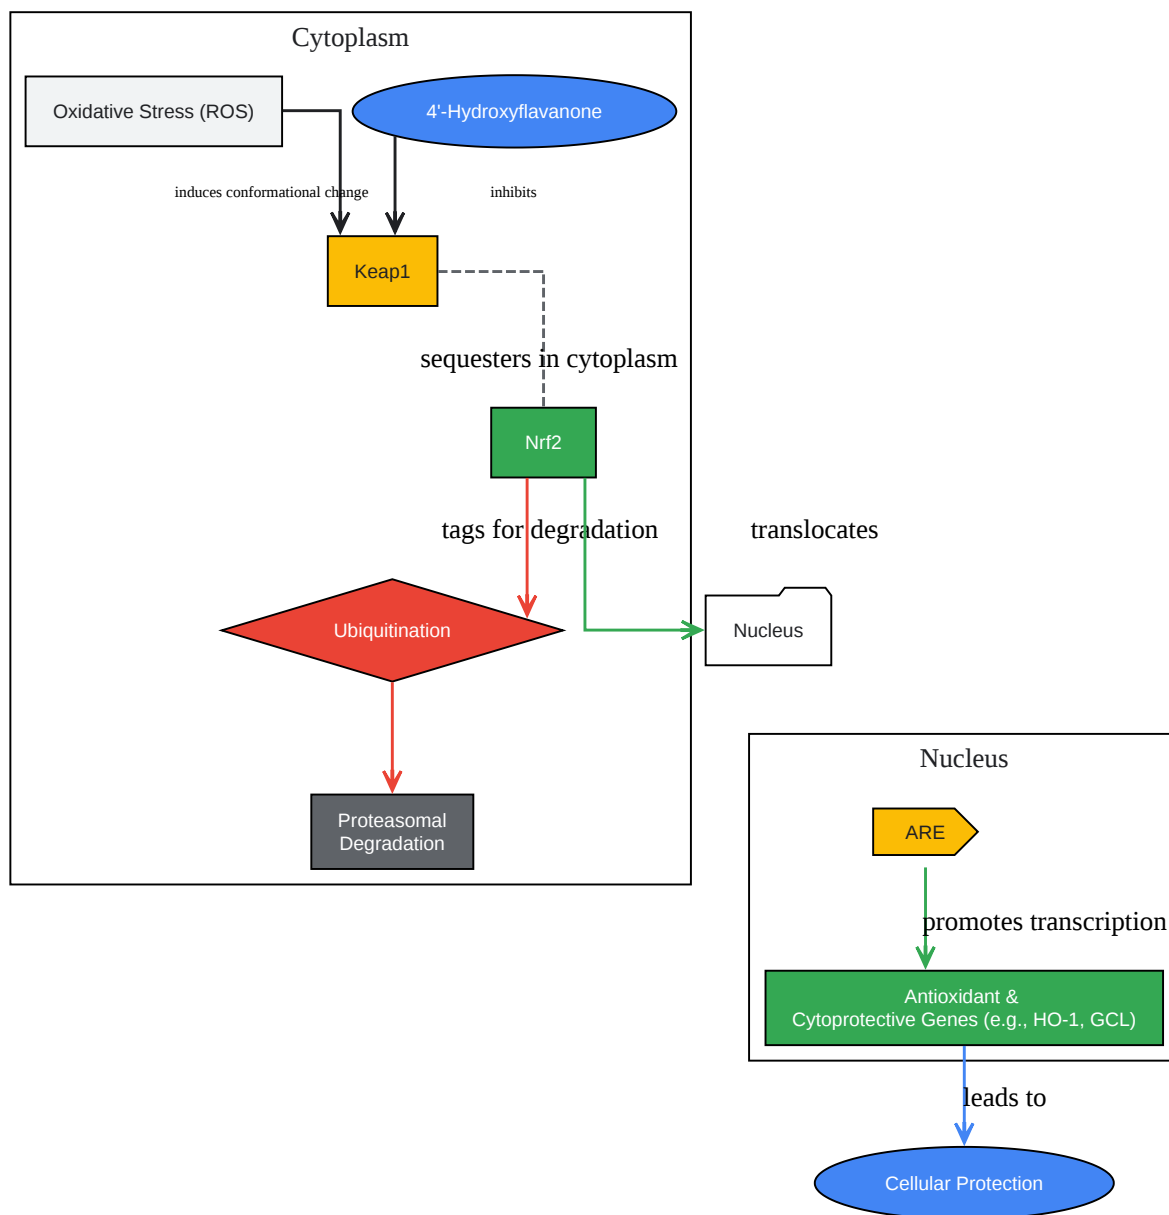 Cytoplasm
Oxidative Stress (ROS)
4'-Hydroxyflavanone
induces conformational change
inhibits
Keap1
sequesters in cytoplasm
Nrf2
tags for degradation
translocates
Ubiquitination
Nucleus
Proteasomal
Degradation
Nucleus
ARE
promotes transcription
Antioxidant &
Cytoprotective Genes (e.g., HO-1, GCL)
leads to
Cellular Protection